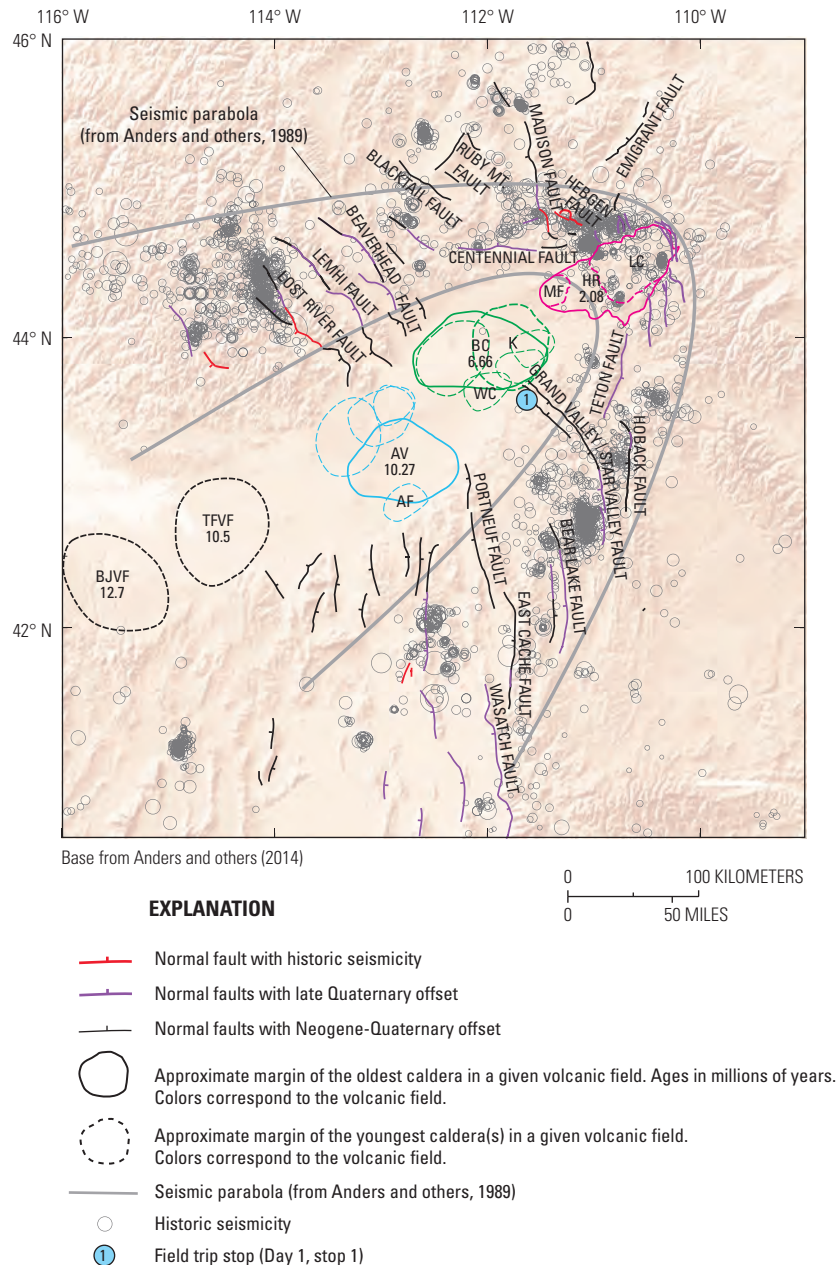 116° W
114° W
112° W
110° W
46° N
Seismic parabola
(from Anders and others, 1989)
MADISON FAULT
EMIGRANT FAULT
RUBY MT
FAULT
BLACKTAIL FAULT
HEBGEN
FAULT
BEAVERHEAD FAULT
LEMHI FAULT
CENTENNIAL FAULT
LC
HR
2.08
MF
LOST RIVER FAULT
44° N
BC
6.66
K
WC
TETON FAULT
1
GRAND VALLEY/
STAR VALLEY FAULT
HOBACK FAULT
AV
10.27
AF
PORTNEUF FAULT
TFVF
10.5
BJVF
12.7
BEAR LAKE FAULT
42° N
EAST CACHE FAULT
WASATCH FAULT
Base from Anders and others (2014)
0 100 KILOMETERS
0 50 MILES
EXPLANATION
Normal fault with historic seismicity
Normal faults with late Quaternary offset
Normal faults with Neogene-Quaternary offset
Approximate margin of the oldest caldera in a given volcanic field. Ages in millions of years.
Colors correspond to the volcanic field.
Approximate margin of the youngest caldera(s) in a given volcanic field.
Colors correspond to the volcanic field.
Seismic parabola (from Anders and others, 1989)
Historic seismicity
1 Field trip stop (Day 1, stop 1)